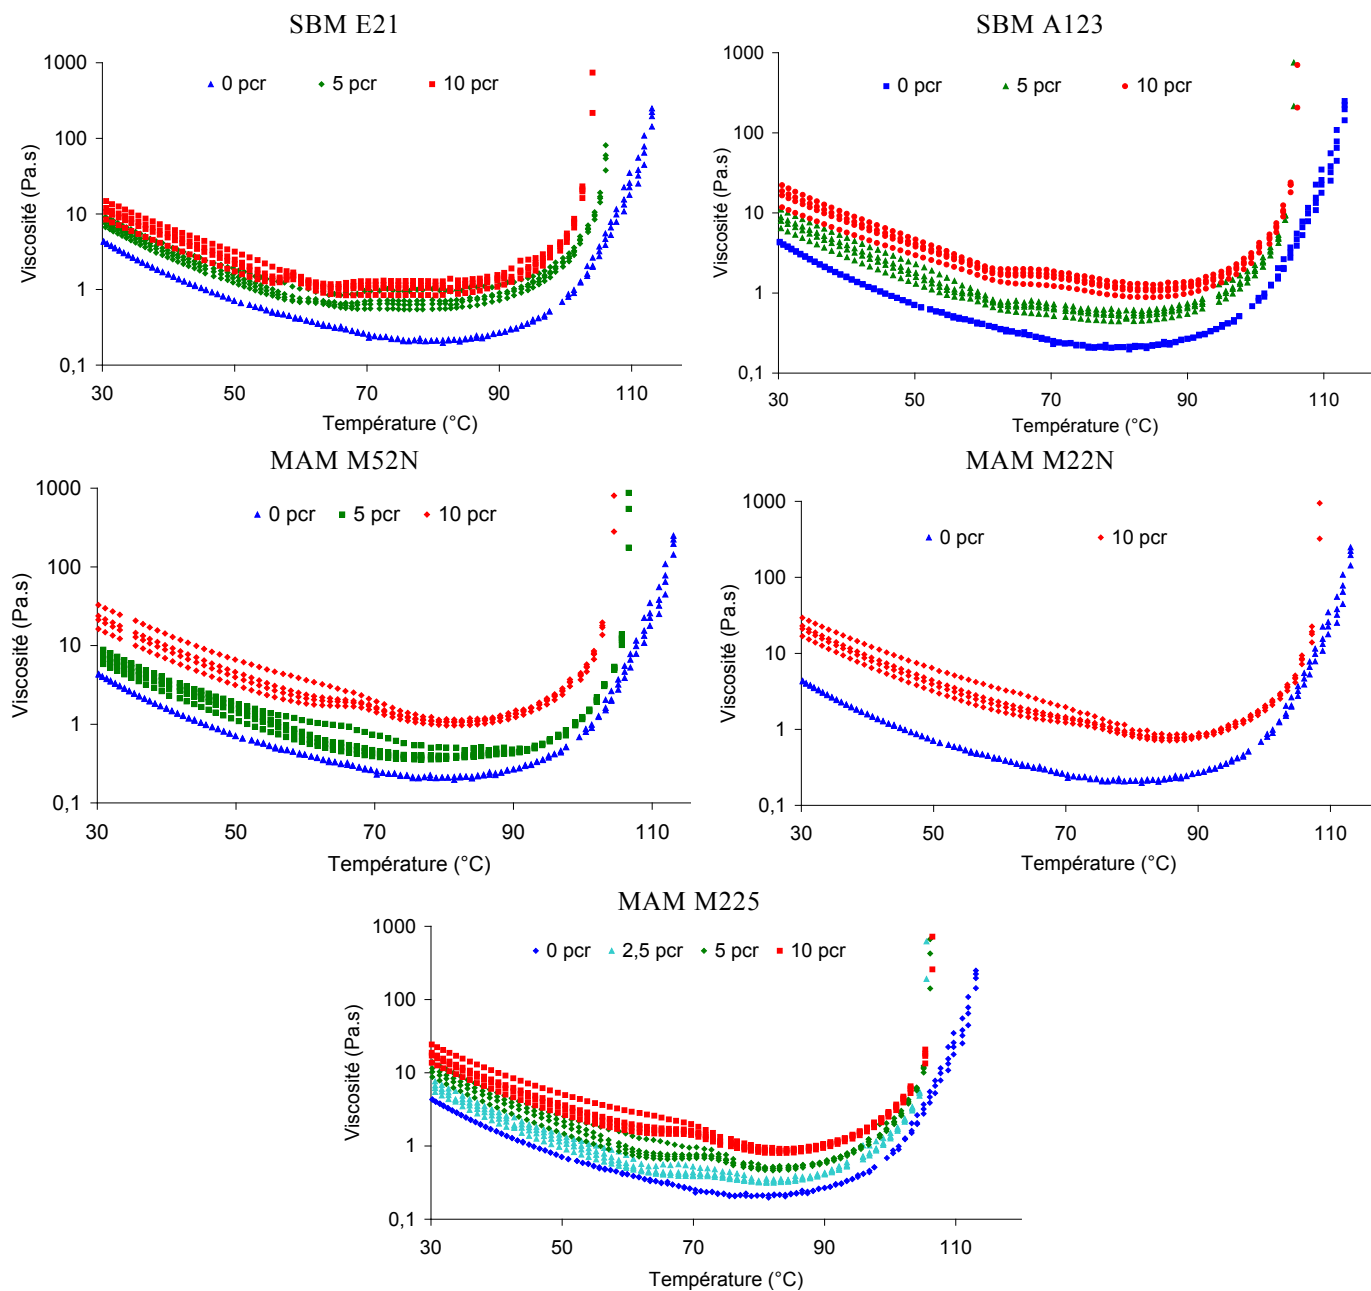 SBM E21
1000
100
10
1
0,1
Viscosité (Pa.s)
0 pcr 5 pcr 10 pcr
30 50 70 90 110
Température (°C)
SBM A123
1000
100
10
1
0,1
Viscosité (Pa.s)
0 pcr 5 pcr 10 pcr
30 50 70 90 110
Température (°C)
MAM M52N
1000
100
10
1
0,1
Viscosité (Pa.s)
0 pcr 5 pcr 10 pcr
30 50 70 90 110
Température (°C)
MAM M22N
1000
100
10
1
0,1
Viscosité (Pa.s)
0 pcr 10 pcr
30 50 70 90 110
Température (°C)
MAM M225
1000
100
10
1
0,1
Viscosité (Pa.s)
0 pcr 2,5 pcr 5 pcr 10 pcr
30 50 70 90 110
Température (°C)